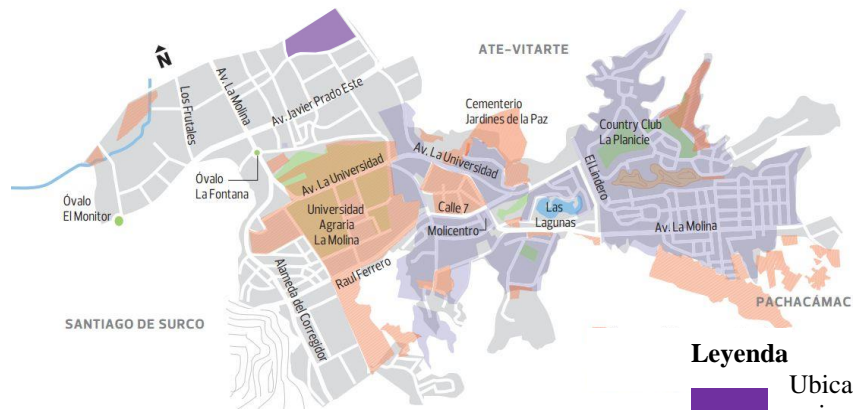 N
ATE-VITARTE
Av. La Molina
Los Frutales
Av. Javier Prado Este
Cementerio
Jardines de la Paz
Country Club
La Planicie
Óvalo
La Fontana
Av. La Universidad
Av. La Universidad
El Lindero
Óvalo
El Monitor
Universidad
Agraria
La Molina
Calle 7
Molicentro
Las
Lagunas
Av. La Molina
Raul Ferrero
Alameda del Corregidor
SANTIAGO DE SURCO
PACHACÁMAC
Leyenda
Ubica